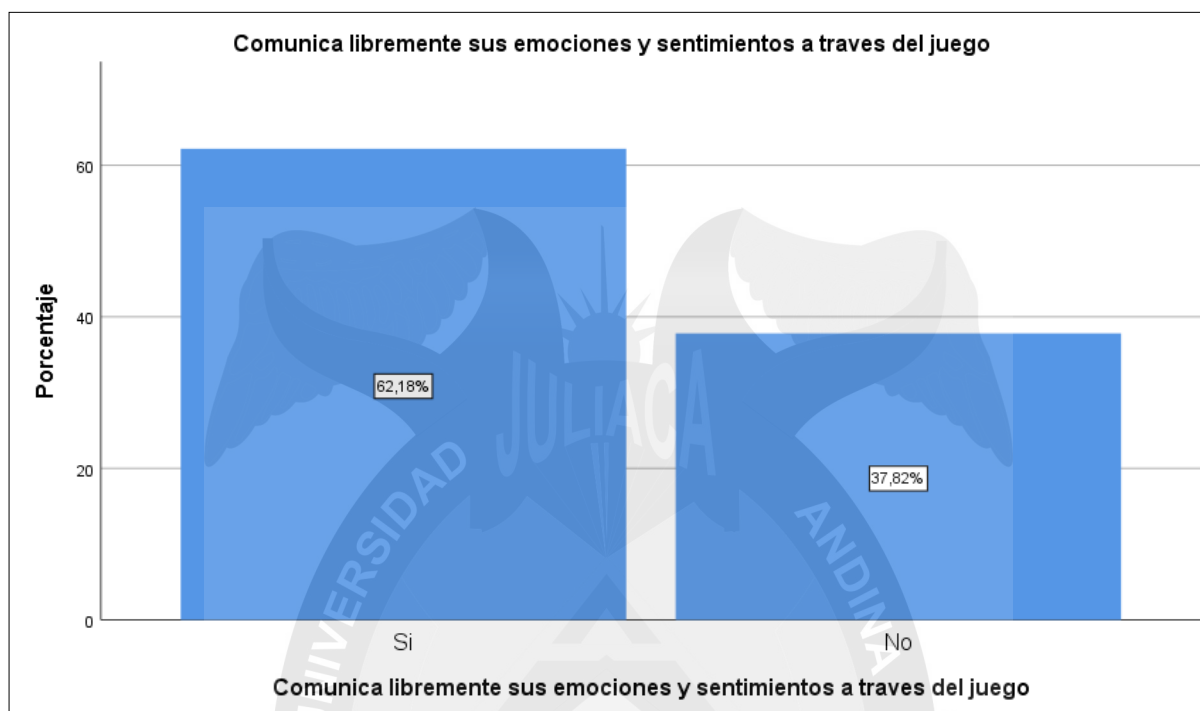 Comunica libremente sus emociones y sentimientos a traves del juego
Porcentaje
60
40
20
0
62,18%
37,82%
Si
No
Comunica libremente sus emociones y sentimientos a traves del juego
JULIACA
UNIVERSIDAD
ANDINA